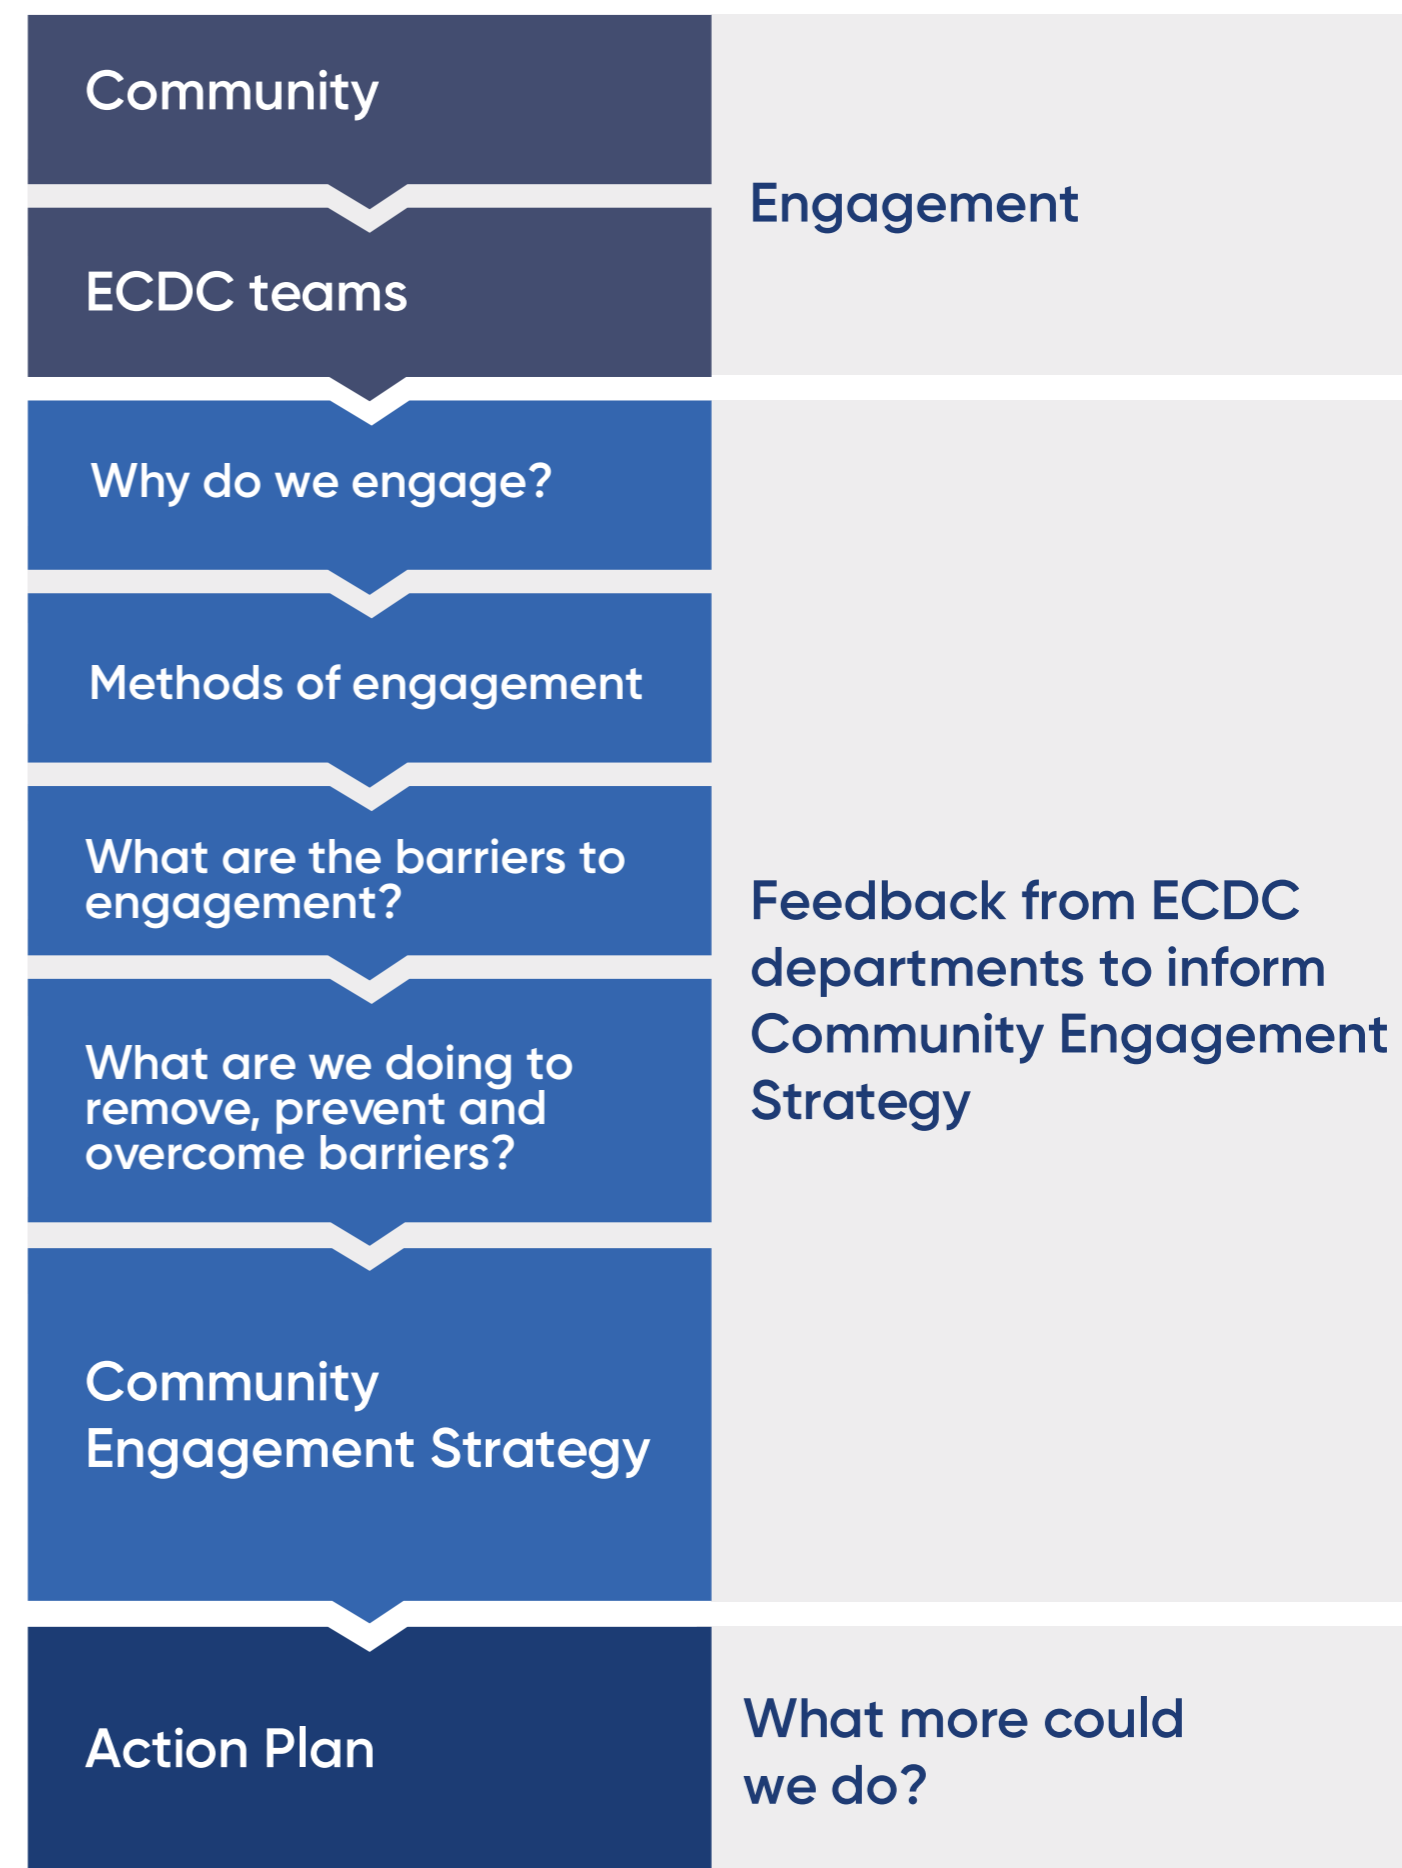 Community
Engagement
ECDC teams
Why do we engage?
Methods of engagement
What are the barriers to
engagement?
What are we doing to
remove, prevent and
overcome barriers?
Community
Engagement Strategy
Feedback from ECDC
departments to inform
Community Engagement
Strategy
Action Plan
What more could
we do?